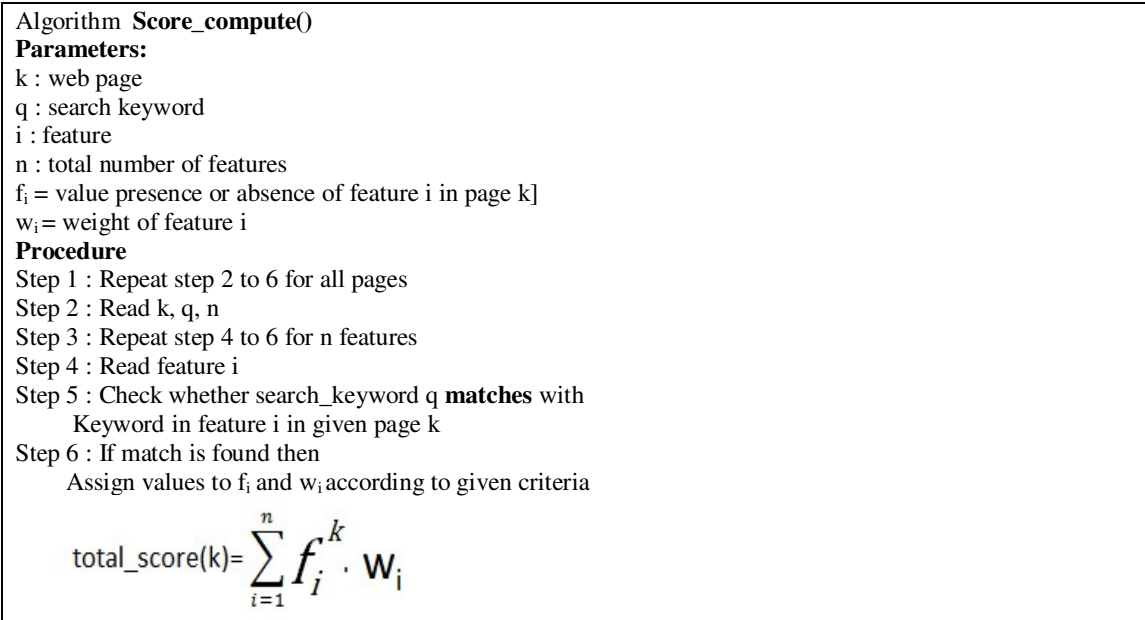 Algorithm Score_compute()
Parameters:
k : web page
q : search keyword
i : feature
n : total number of features
fi = value presence or absence of feature i in page k]
wi = weight of feature i
Procedure
Step 1 : Repeat step 2 to 6 for all pages
Step 2 : Read k, q, n
Step 3 : Repeat step 4 to 6 for n features
Step 4 : Read feature i
Step 5 : Check whether search_keyword q matches with
Keyword in feature i in given page k
Step 6 : If match is found then
Assign values to fi and wi according to given criteria
total_score(k)= ∑_{i=1}^{n} f_i^k . w_i